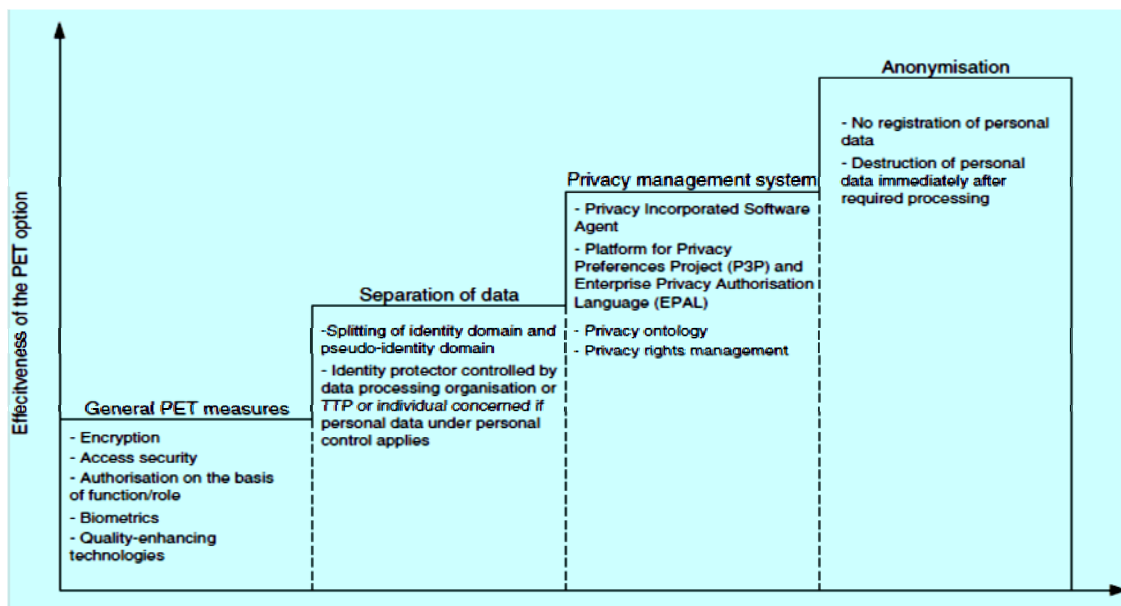 Effecitveness of the PET option
General PET measures
- Encryption
- Access security
- Authorisation on the basis
of function/role
- Biometrics
- Quality-enhancing
technologies
Separation of data
-Splitting of identity domain and
pseudo-identity domain
- Identity protector controlled by
data processing organisation or
TTP or individual concerned if
personal data under personal
control applies
Privacy management system
- Privacy Incorporated Software
Agent
- Platform for Privacy
Preferences Project (P3P) and
Enterprise Privacy Authorisation
Language (EPAL)
- Privacy ontology
- Privacy rights management
Anonymisation
- No registration of personal
data
- Destruction of personal
data immediately after
required processing